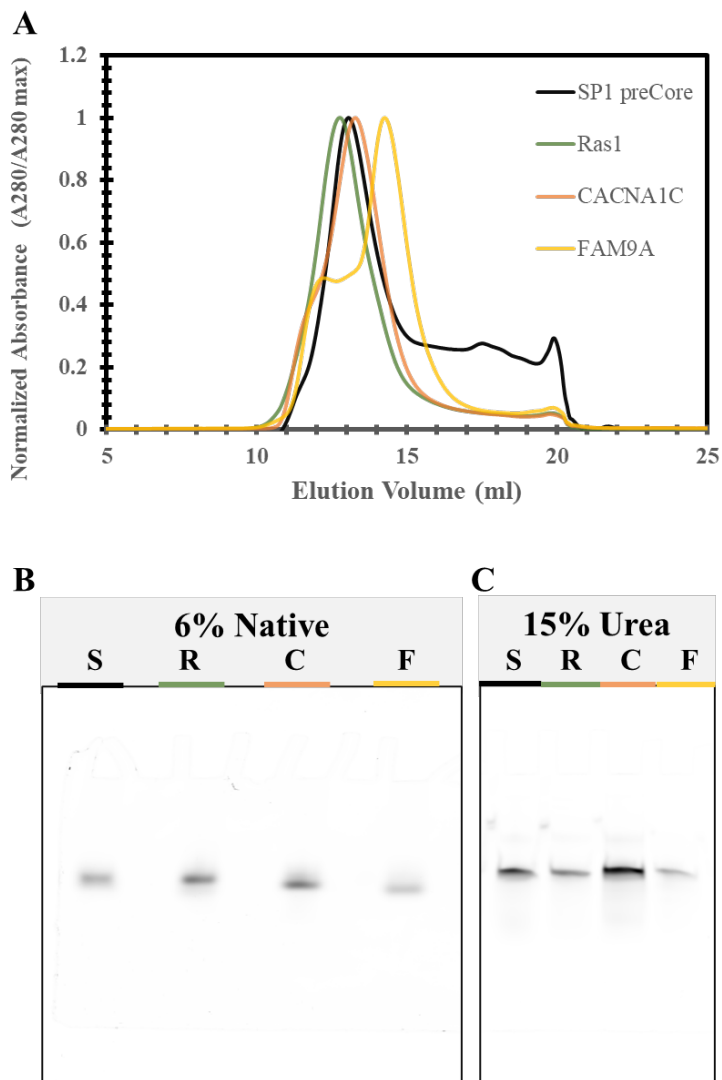 A
Normalized Absorbance (A280/A280 max)
1.2
1
0.8
0.6
0.4
0.2
0
5
10
15
20
25
Elution Volume (ml)
SP1 preCore
Ras1
CACNA1C
FAM9A
B
6% Native
S R C F
C
15% Urea
S R C F